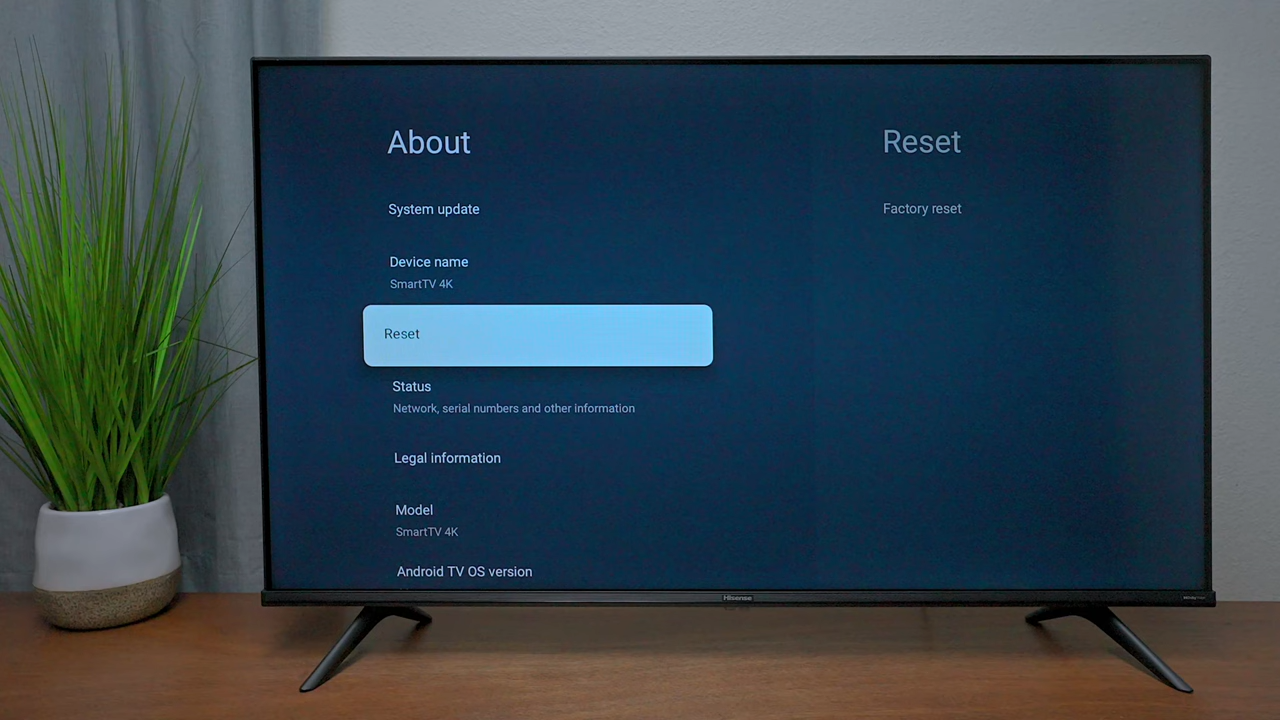 About
System update
Device name
SmartTV 4K
Reset
Status
Network, serial numbers and other information
Legal information
Model
SmartTV 4K
Android TV OS version
Reset
Factory reset
Hisense